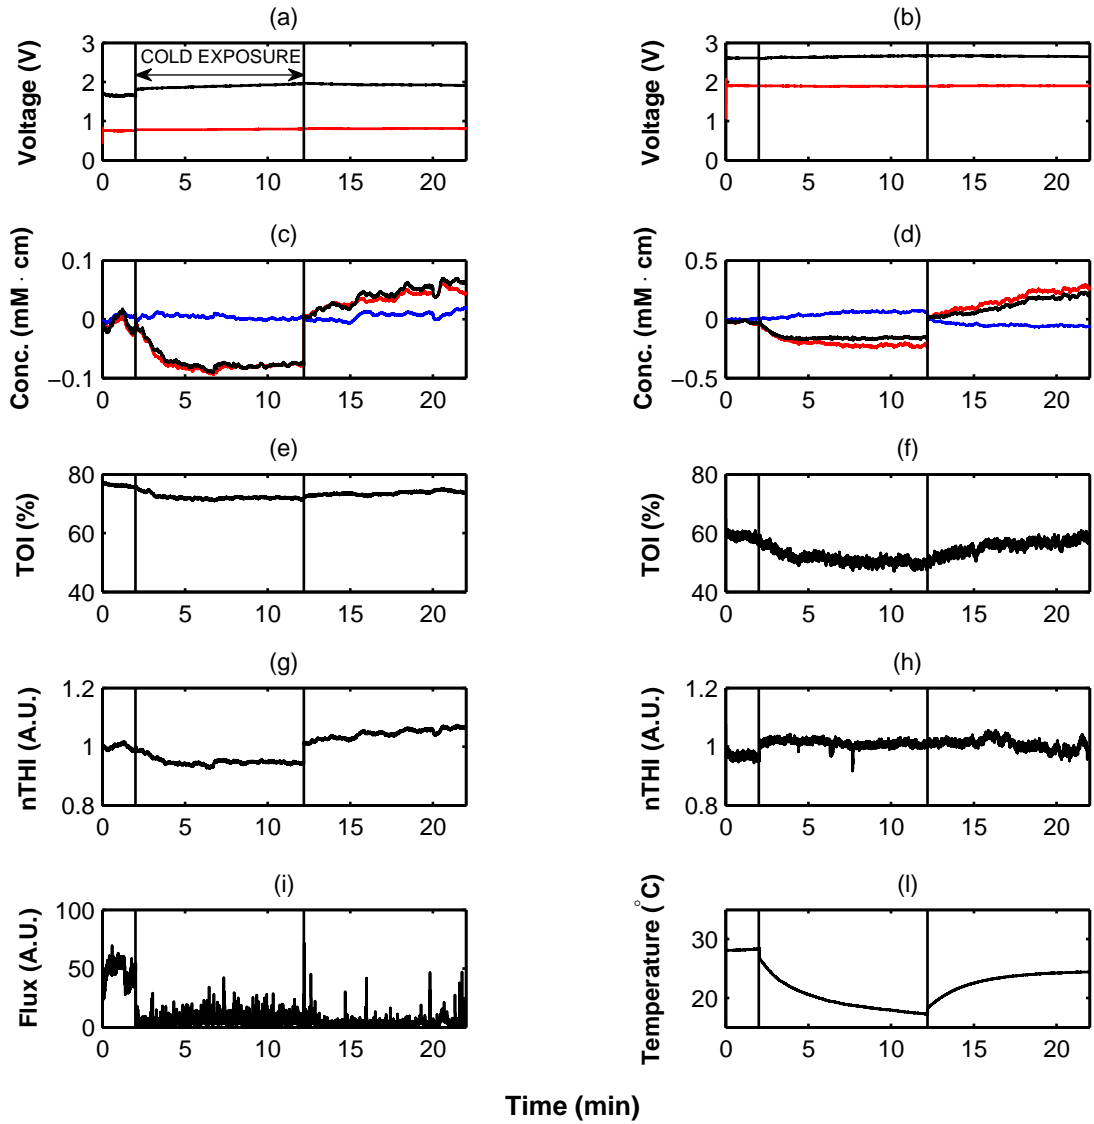 (a)
Voltage (V)
3
2
1
0
COLD EXPOSURE
0 5 10 15 20
(b)
Voltage (V)
3
2
1
0
0 5 10 15 20
(c)
Conc. (mM · cm)
0.1
0
−0.1
0 5 10 15 20
(d)
Conc. (mM · cm)
0.5
0
−0.5
0 5 10 15 20
(e)
TOI (%)
80
60
40
0 5 10 15 20
(f)
TOI (%)
80
60
40
0 5 10 15 20
(g)
nTHI (A.U.)
1.2
1
0.8
0 5 10 15 20
(h)
nTHI (A.U.)
1.2
1
0.8
0 5 10 15 20
(i)
Flux (A.U.)
100
50
0
0 5 10 15 20
(l)
Temperature (°C)
30
20
0 5 10 15 20
Time (min)